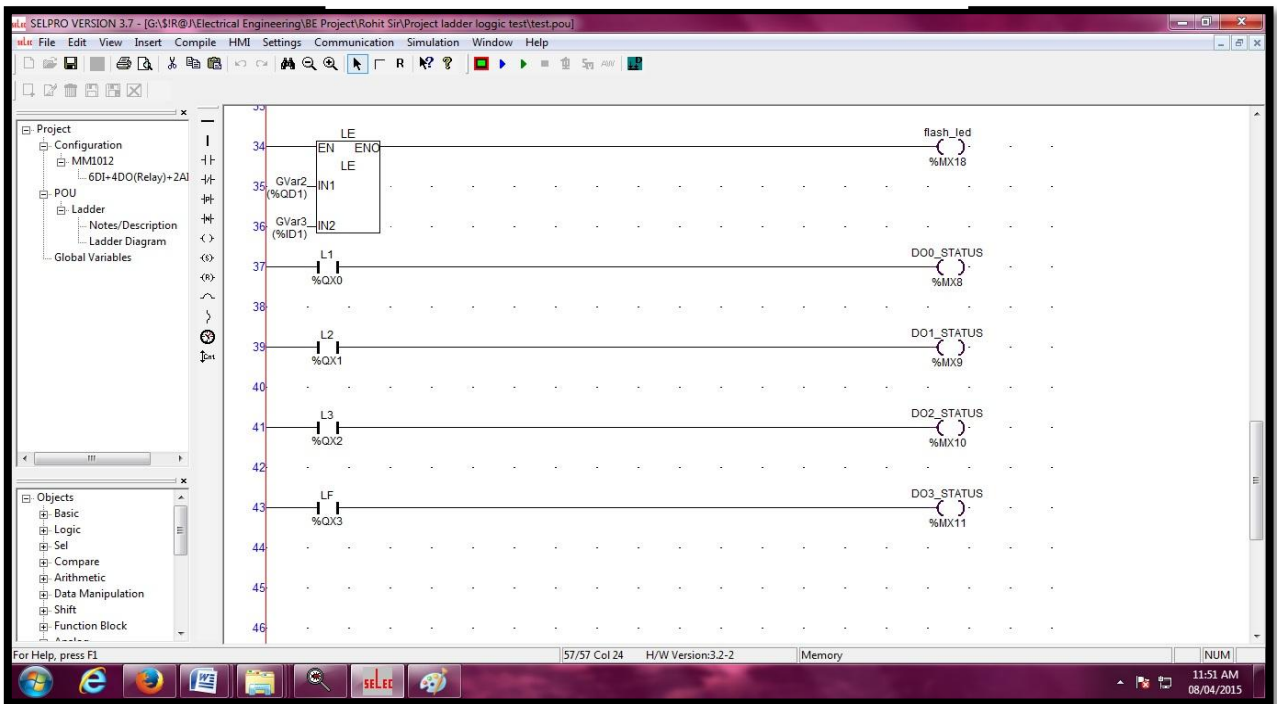 SELPRO VERSION 3.7 - [G:\$!R@J\Electrical Engineering\BE Project\Rohit Sir\Project ladder loggic test\test.pou]
File Edit View Insert Compile HMI Settings Communication Simulation Window Help
R
Project
Configuration
MM1012
6DI+4DO(Relay)+2AI
POU
Ladder
Notes/Description
Ladder Diagram
Global Variables
Objects
Basic
Logic
Sel
Compare
Arithmetic
Data Manipulation
Shift
Function Block
33
LE
flash_led
34 EN ENO
%MX18
LE
GVar2
35 IN1
(%QD1)
GVar3
36 IN2
(%ID1)
L1 DO0_STATUS
37
%QX0 %MX8
38
L2 DO1_STATUS
39
%QX1 %MX9
40
L3 DO2_STATUS
41
%QX2 %MX10
42
LF DO3_STATUS
43
%QX3 %MX11
44
45
46
For Help, press F1 57/57 Col 24 H/W Version:3.2-2 Memory NUM
SELEC
11:51 AM
08/04/2015